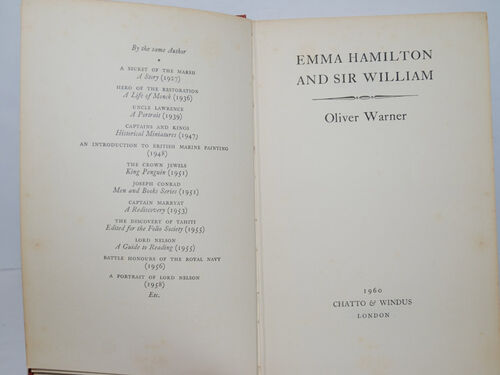 By the same Author
*
A SECRET OF THE MARSH
A Story (1927)
HERO OF THE RESTORATION
A Life of Monck (1936)
UNCLE LAWRENCE
A Portrait (1939)
CAPTAINS AND KINGS
Historical Miniatures (1947)
AN INTRODUCTION TO BRITISH MARINE PAINTING
(1948)
THE CROWN JEWELS
King Penguin (1951)
JOSEPH CONRAD
Men and Books Series (1951)
CAPTAIN MARRYAT
A Rediscovery (1953)
THE DISCOVERY OF TAHITI
Edited for the Folio Society (1955)
LORD NELSON
A Guide to Reading (1955)
BATTLE HONOURS OF THE ROYAL NAVY
(1956)
A PORTRAIT OF LORD NELSON
(1958)
Etc.
EMMA HAMILTON
AND SIR WILLIAM
Oliver Warner
1960
CHATTO & WINDUS
LONDON